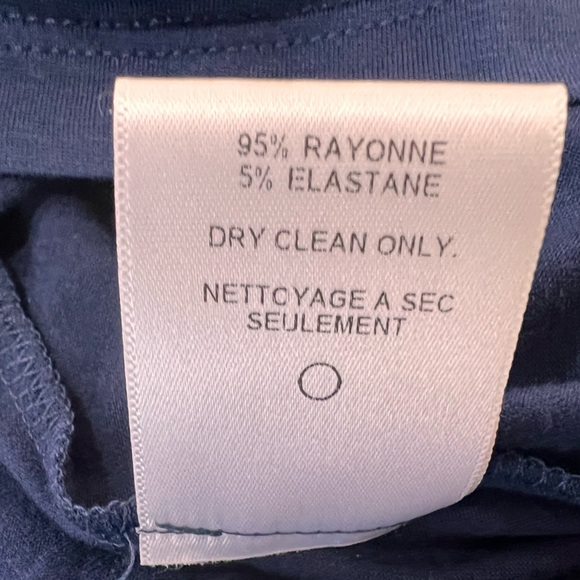 95% RAYONNE
5% ELASTANE
DRY CLEAN ONLY.
NETTOYAGE A SEC
SEULEMENT